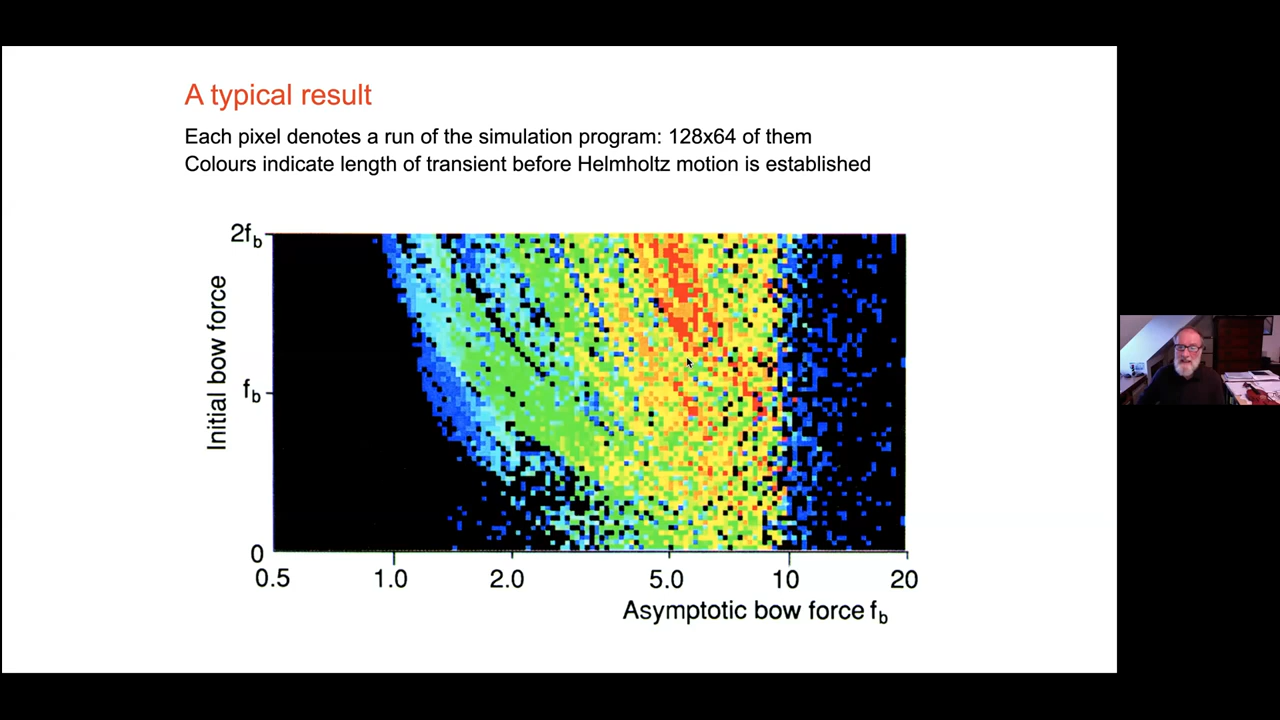 A typical result
Each pixel denotes a run of the simulation program: 128x64 of them
Colours indicate length of transient before Helmholtz motion is established
2fb
Initial bow force
fb
0
0.5 1.0 2.0 5.0 10 20
Asymptotic bow force fb